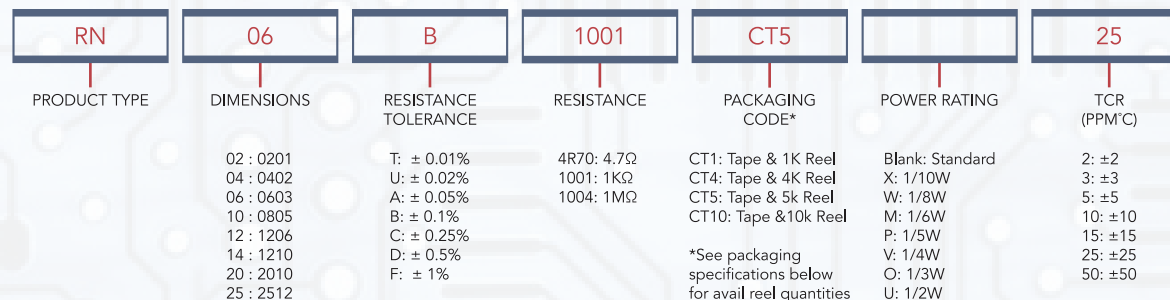 RN 06 B 1001 CT5 25
PRODUCT TYPE
DIMENSIONS
02 : 0201
04 : 0402
06 : 0603
10 : 0805
12 : 1206
14 : 1210
20 : 2010
25 : 2512
RESISTANCE
TOLERANCE
T: ± 0.01%
U: ± 0.02%
A: ± 0.05%
B: ± 0.1%
C: ± 0.25%
D: ± 0.5%
F: ± 1%
RESISTANCE
4R70: 4.7Ω
1001: 1KΩ
1004: 1MΩ
PACKAGING
CODE*
CT1: Tape & 1K Reel
CT4: Tape & 4K Reel
CT5: Tape & 5k Reel
CT10: Tape &10k Reel
*See packaging
specifications below
for avail reel quantities
POWER RATING
Blank: Standard
X: 1/10W
W: 1/8W
M: 1/6W
P: 1/5W
V: 1/4W
O: 1/3W
U: 1/2W
TCR
(PPM˚C)
2: ±2
3: ±3
5: ±5
10: ±10
15: ±15
25: ±25
50: ±50